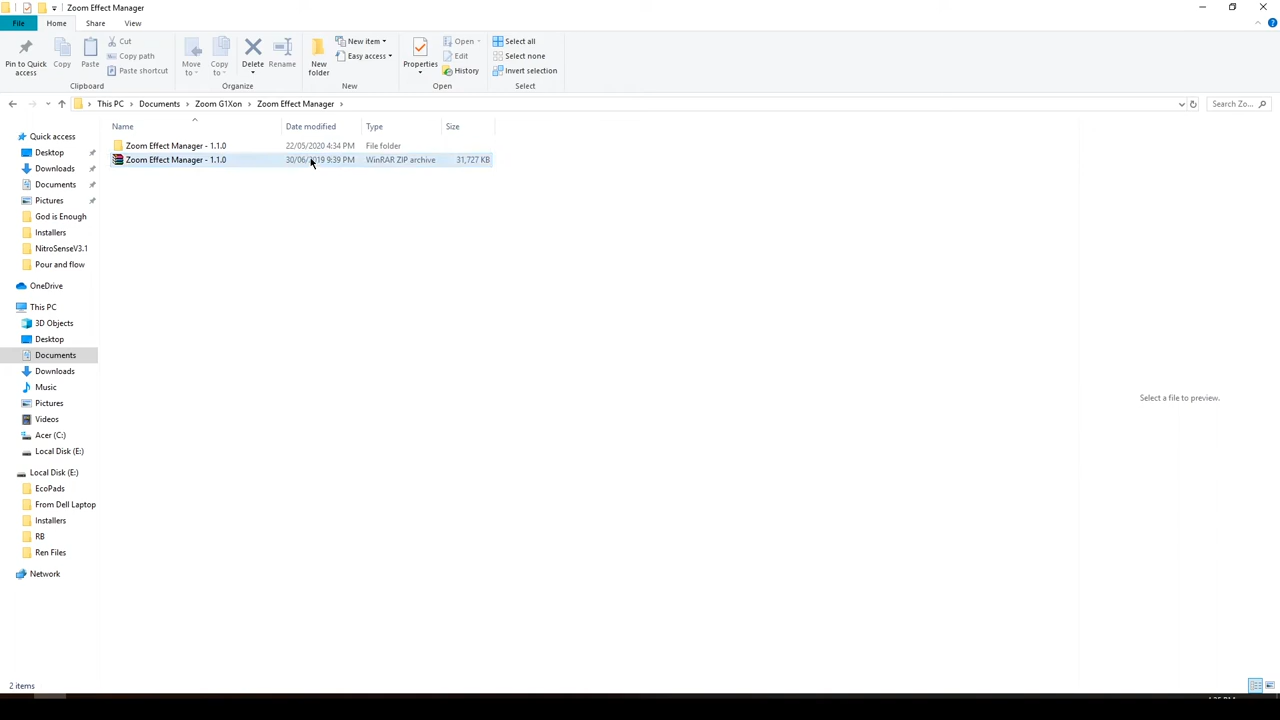 Zoom Effect Manager
File Home Share View
Pin to Quick access
Copy
Paste
Cut
Copy path
Paste shortcut
Clipboard
Move to
Copy to
Delete
Rename
Organize
New folder
New item
Easy access
New
Properties
Open
Edit
History
Open
Select all
Select none
Invert selection
Select
This PC Documents Zoom G1Xon Zoom Effect Manager
Search Zo...
Name Date modified Type Size
Zoom Effect Manager - 1.1.0 22/05/2020 4:34 PM File folder
Zoom Effect Manager - 1.1.0 30/06/2019 9:39 PM WinRAR ZIP archive 31,727 KB
Quick access
Desktop
Downloads
Documents
Pictures
God is Enough
Installers
NitroSenseV3.1
Pour and flow
OneDrive
This PC
3D Objects
Desktop
Documents
Downloads
Music
Pictures
Videos
Acer (C:)
Local Disk (E:)
Local Disk (E:)
EcoPads
From Dell Laptop
Installers
RB
Ren Files
Network
Select a file to preview.
2 items